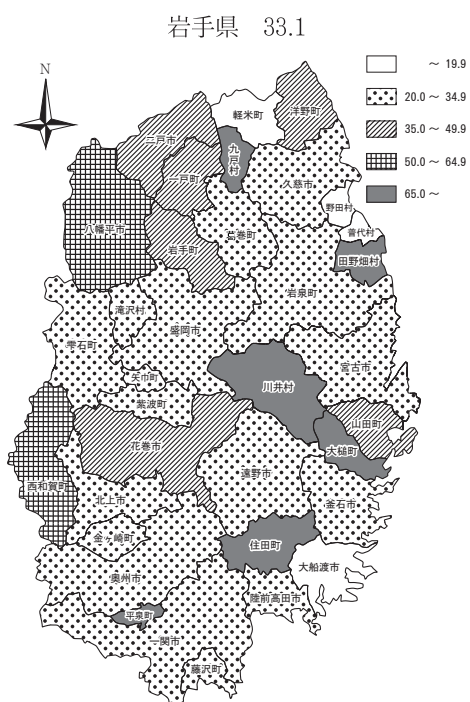 岩手県　33.1
N
～ 19.9
20.0 ～ 34.9
35.0 ～ 49.9
50.0 ～ 64.9
65.0 ～
軽米町
洋野町
二戸市
九戸村
一戸町
久慈市
野田村
普代村
八幡平市
葛巻町
田野畑村
岩手町
岩泉町
滝沢村
盛岡市
雫石町
宮古市
矢巾町
川井村
紫波町
山田町
花巻市
大槌町
遠野市
西和賀町
北上市
釜石市
金ヶ崎町
住田町
大船渡市
奥州市
陸前高田市
平泉町
一関市
藤沢町